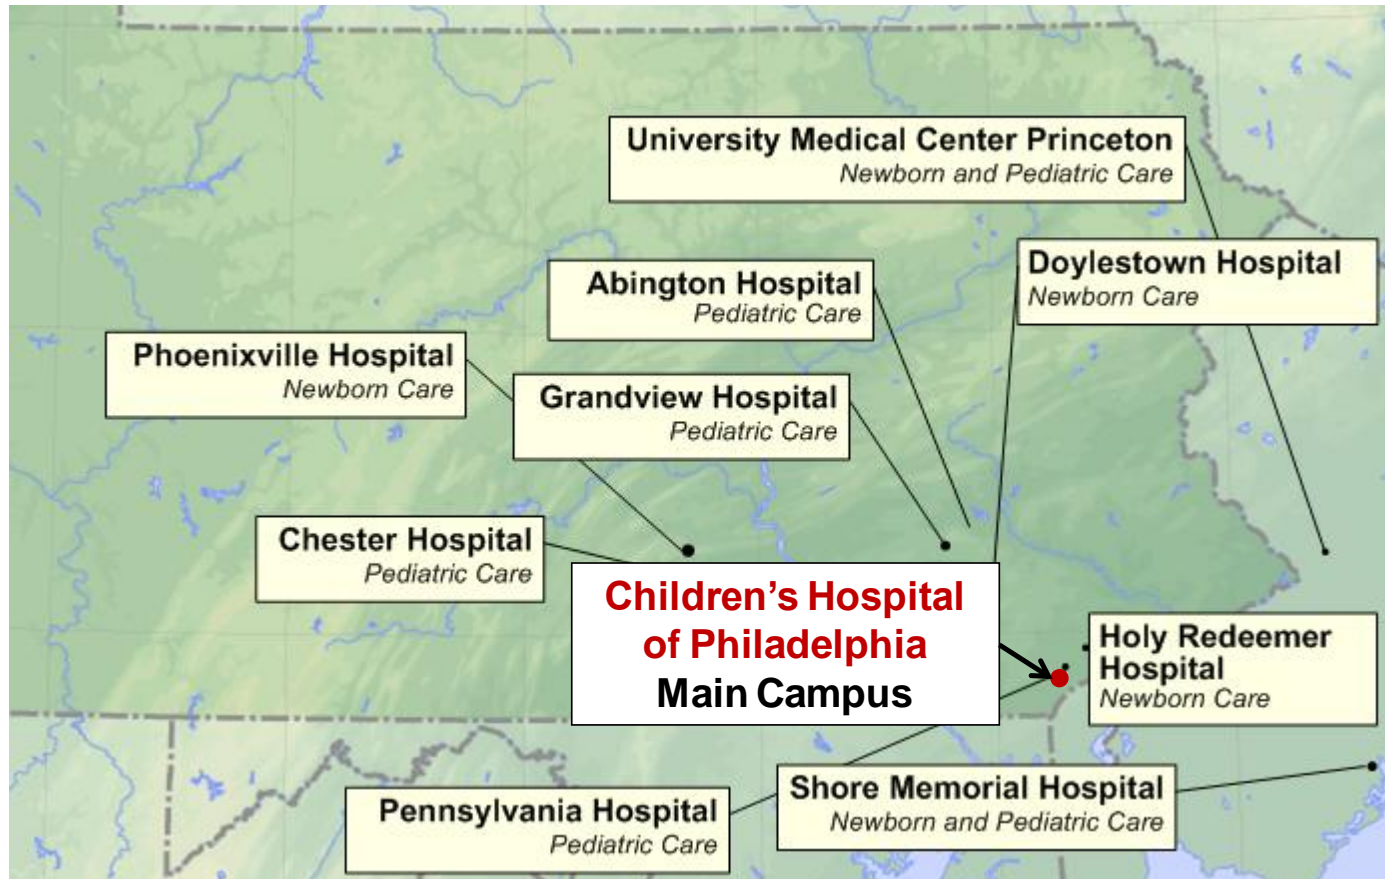 University Medical Center Princeton
Newborn and Pediatric Care
Doylestown Hospital
Newborn Care
Abington Hospital
Pediatric Care
Phoenixville Hospital
Newborn Care
Grandview Hospital
Pediatric Care
Chester Hospital
Pediatric Care
Children’s Hospital
of Philadelphia
Main Campus
Holy Redeemer
Hospital
Newborn Care
Shore Memorial Hospital
Newborn and Pediatric Care
Pennsylvania Hospital
Pediatric Care